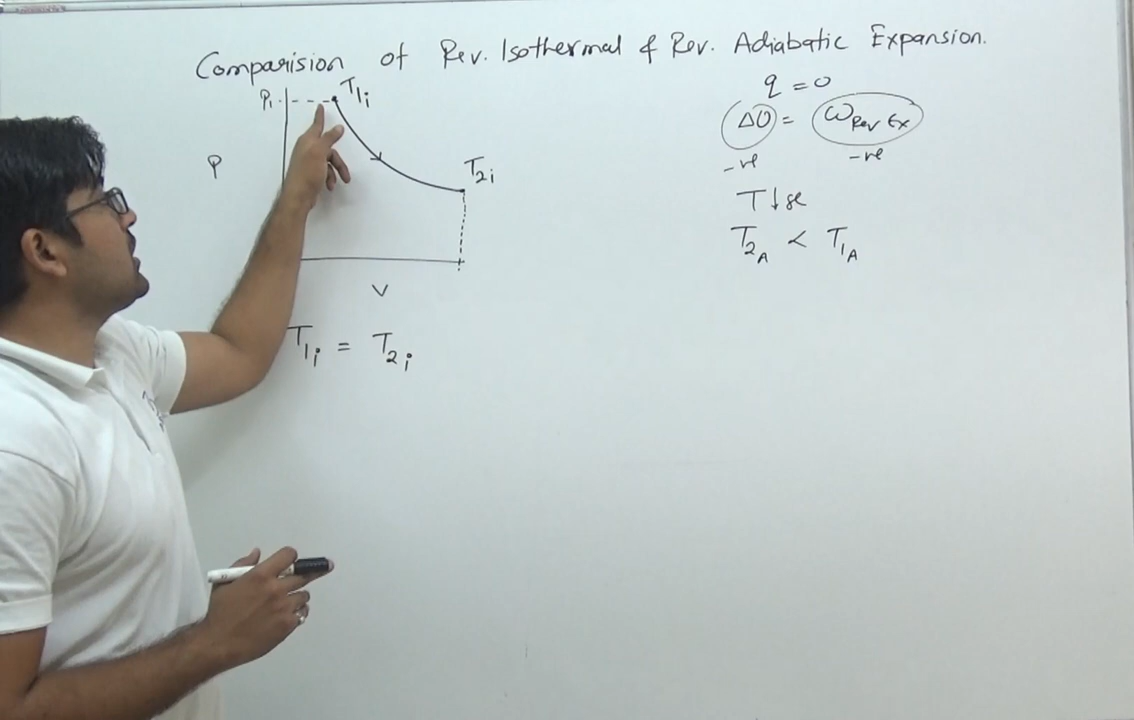 Comparision of Rev. Isothermal & Rev. Adiabatic Expansion.
P₁ T₁ᵢ
P
T₂ᵢ
V
T₁ᵢ = T₂ᵢ
q = 0
ΔU = ω Rev Ex
-ve -ve
T↓se
T₂A < T₁A